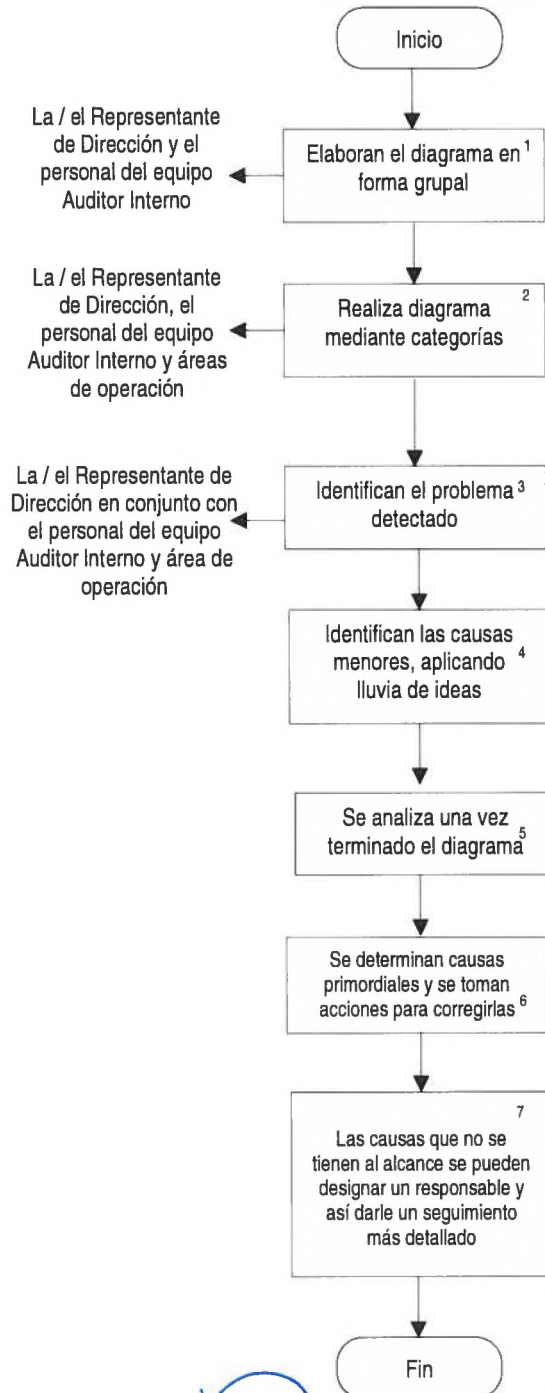 Inicio
La / el Representante
de Dirección y el
personal del equipo
Auditor Interno
Elaboran el diagrama en 1
forma grupal
La / el Representante
de Dirección, el
personal del equipo
Auditor Interno y áreas
de operación
2
Realiza diagrama
mediante categorías
La / el Representante de
Dirección en conjunto con
el personal del equipo
Auditor Interno y área de
operación
Identifican el problema 3
detectado
Identifican las causas
menores, aplicando 4
lluvia de ideas
Se analiza una vez
terminado el diagrama 5
Se determinan causas
primordiales y se toman
acciones para corregirlas 6
7
Las causas que no se
tienen al alcance se pueden
designar un responsable y
así darle un seguimiento
más detallado
Fin